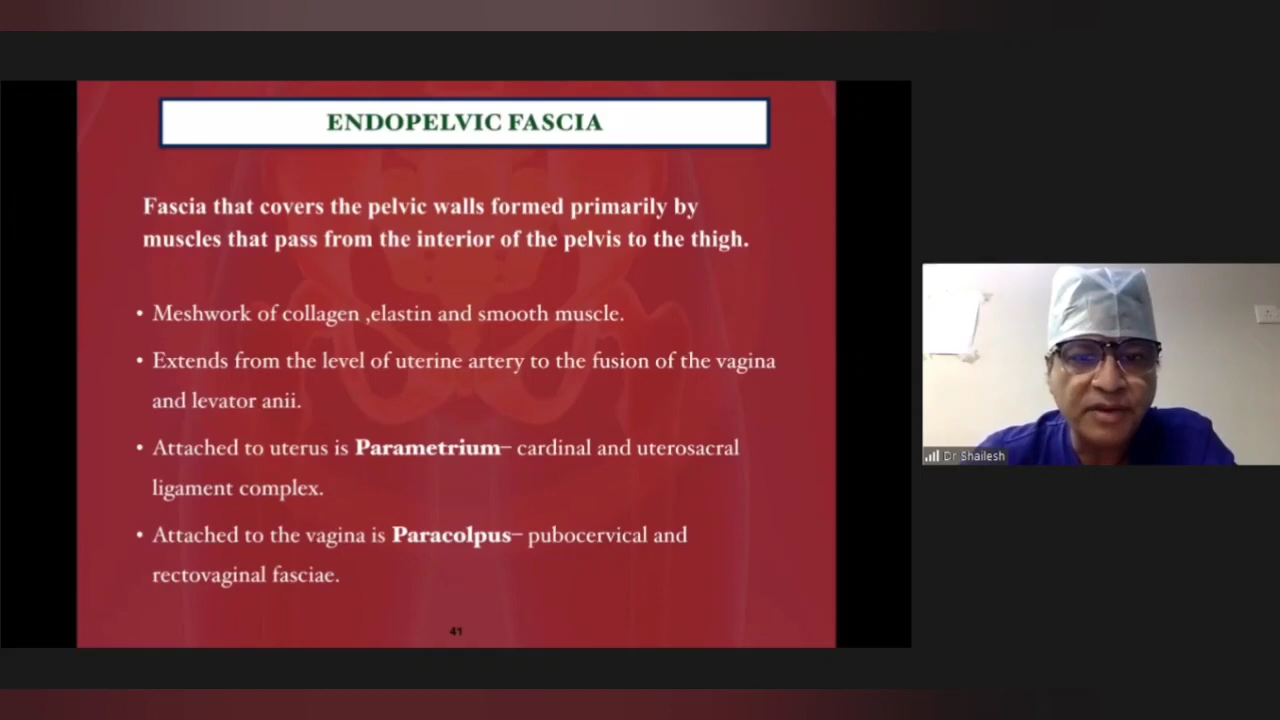 ENDOPELVIC FASCIA
Fascia that covers the pelvic walls formed primarily by
muscles that pass from the interior of the pelvis to the thigh.
• Meshwork of collagen ,elastin and smooth muscle.
• Extends from the level of uterine artery to the fusion of the vagina
and levator anii.
• Attached to uterus is Parametrium– cardinal and uterosacral
ligament complex.
• Attached to the vagina is Paracolpus– pubocervical and
rectovaginal fasciae.
41
Dr Shailesh